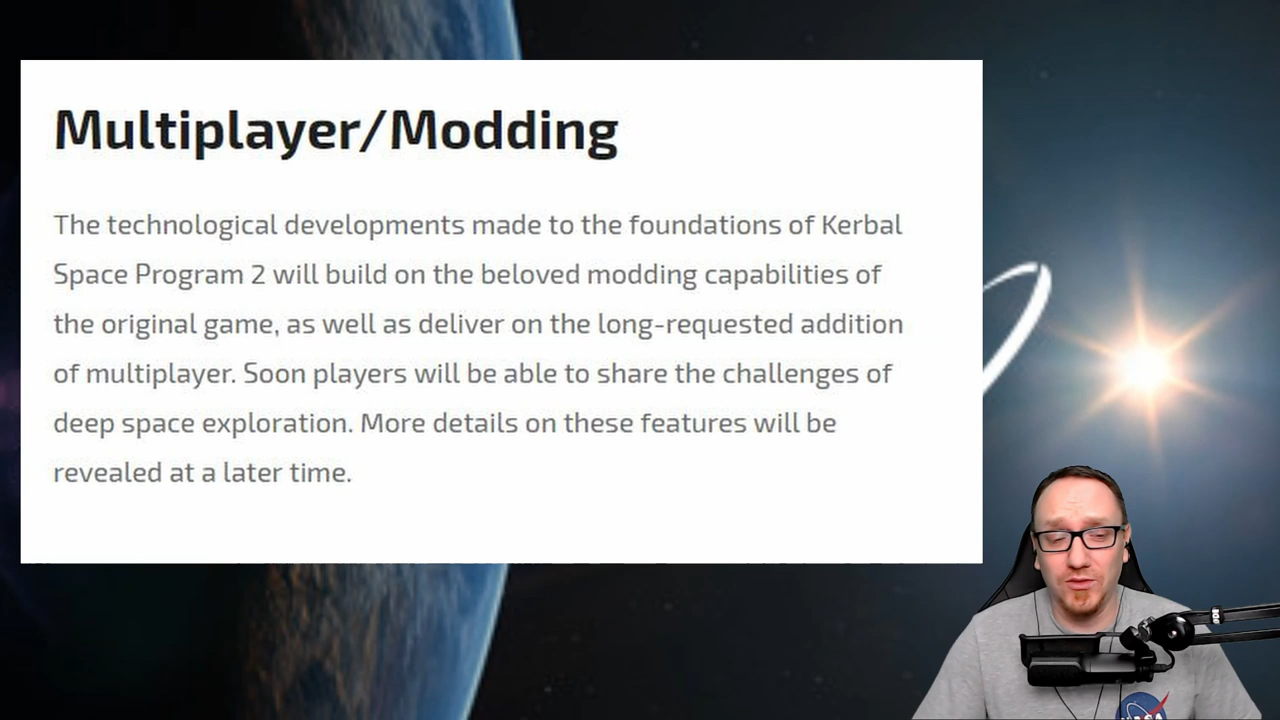 Multiplayer/Modding
The technological developments made to the foundations of Kerbal
Space Program 2 will build on the beloved modding capabilities of
the original game, as well as deliver on the long-requested addition
of multiplayer. Soon players will be able to share the challenges of
deep space exploration. More details on these features will be
revealed at a later time.